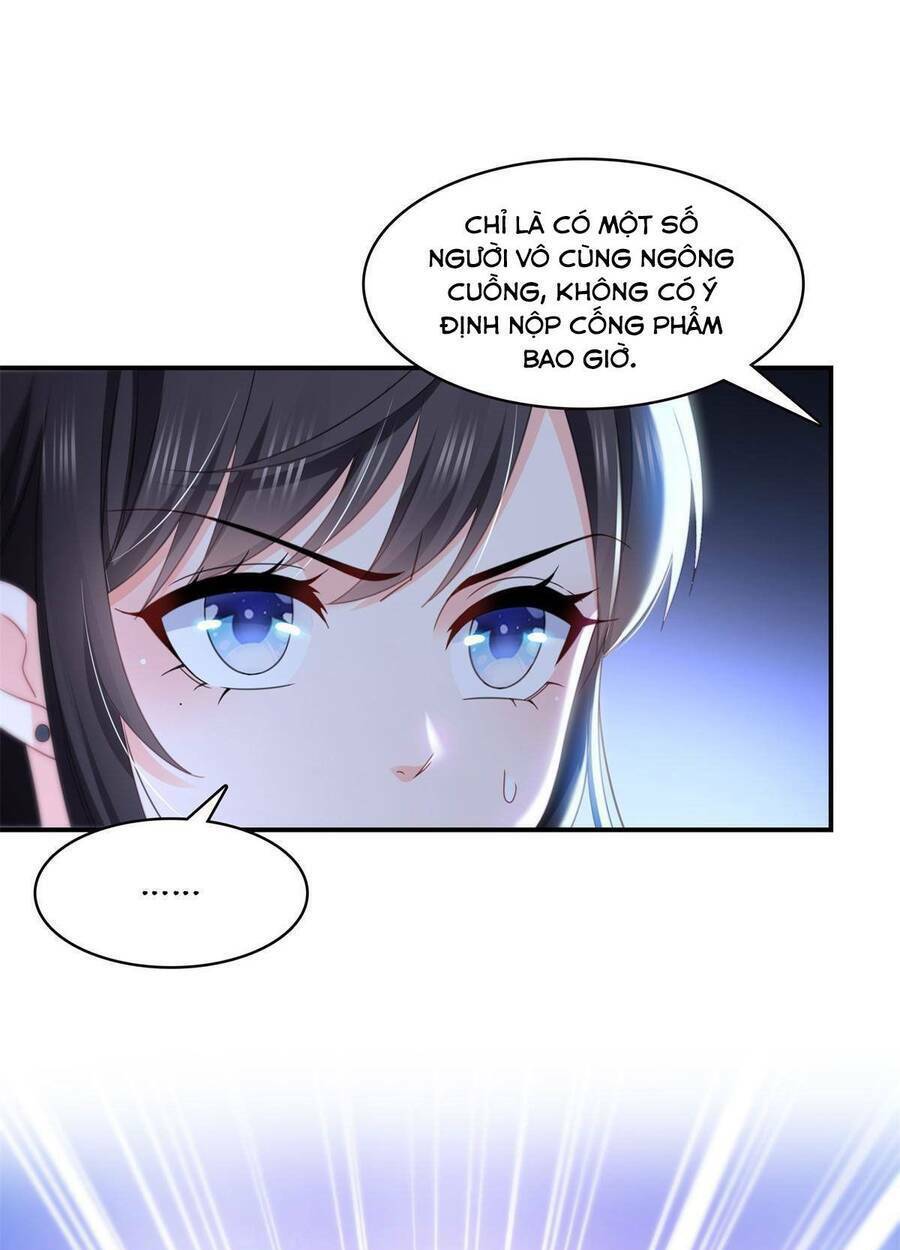 CHỈ LÀ CÓ MỘT SỐ
NGƯỜI VÔ CÙNG NGÔNG
CUỒNG, KHÔNG CÓ Ý
ĐỊNH NỘP CỐNG PHẨM
BAO GIỜ.
......